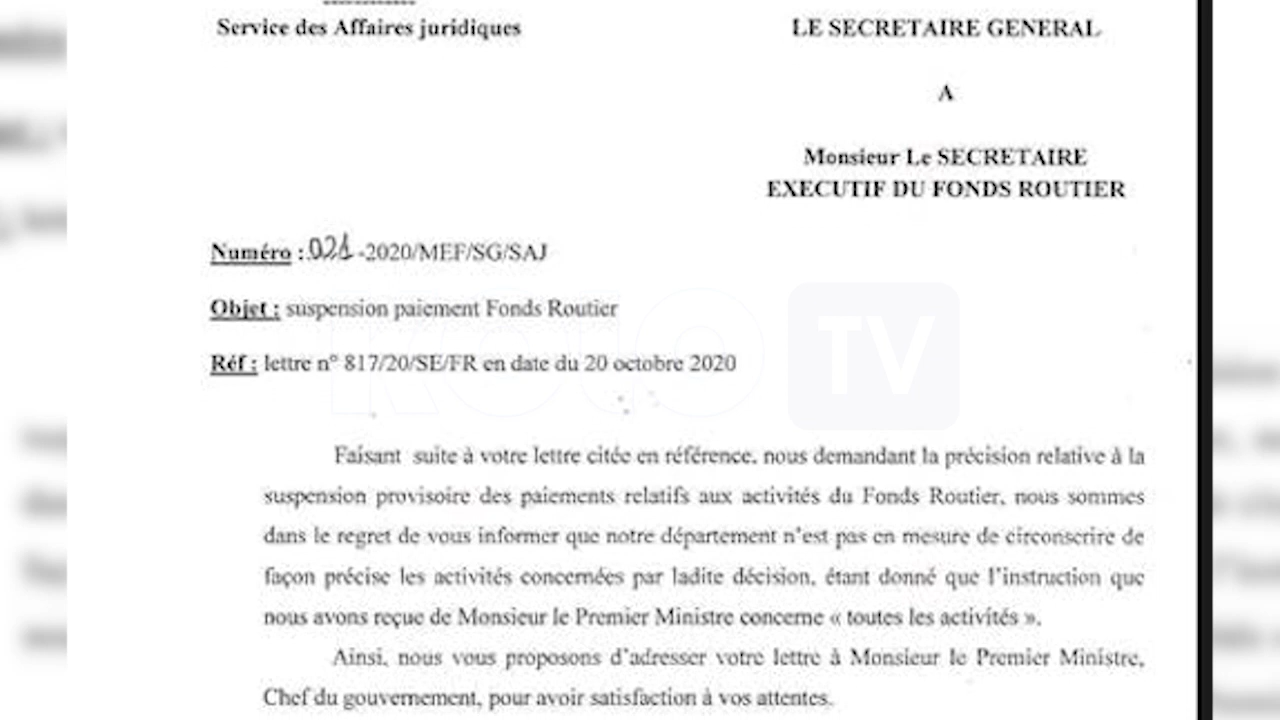 Service des Affaires juridiques
LE SECRETAIRE GENERAL
A
Monsieur Le SECRETAIRE
EXECUTIF DU FONDS ROUTIER
Numéro : 021 -2020/MEF/SG/SAJ
Objet : suspension paiement Fonds Routier
Réf : lettre n° 817/20/SE/FR en date du 20 octobre 2020
KOLO TV
Faisant suite à votre lettre citée en référence, nous demandant la précision relative à la
suspension provisoire des paiements relatifs aux activités du Fonds Routier, nous sommes
dans le regret de vous informer que notre département n'est pas en mesure de circonscrire de
façon précise les activités concernées par ladite décision, étant donné que l'instruction que
nous avons reçue de Monsieur le Premier Ministre concerne « toutes les activités ».
Ainsi, nous vous proposons d'adresser votre lettre à Monsieur le Premier Ministre,
Chef du gouvernement, pour avoir satisfaction à vos attentes.